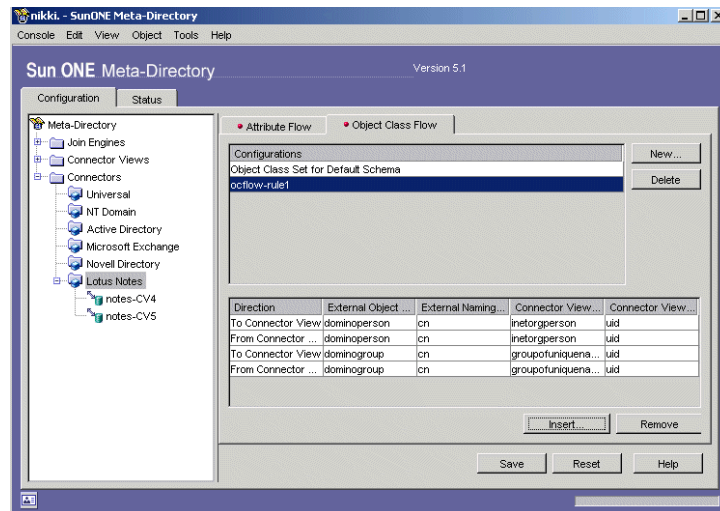 nikki. - SunONE Meta-Directory
Console Edit View Object Tools Help
Sun ONE Meta-Directory Version 5.1
Configuration Status
Meta-Directory
Join Engines
Connector Views
Connectors
Universal
NT Domain
Active Directory
Microsoft Exchange
Novell Directory
Lotus Notes
notes-CV4
notes-CV5
Attribute Flow Object Class Flow
Configurations
Object Class Set for Default Schema
ocflow-rule1
New...
Delete
Direction External Object ... External Naming... Connector View... Connector View...
To Connector View dominoperson cn inetorgperson uid
From Connector ... dominoperson cn inetorgperson uid
To Connector View dominogroup cn groupofuniquena... uid
From Connector ... dominogroup cn groupofuniquena... uid
Insert... Remove
Save Reset Help